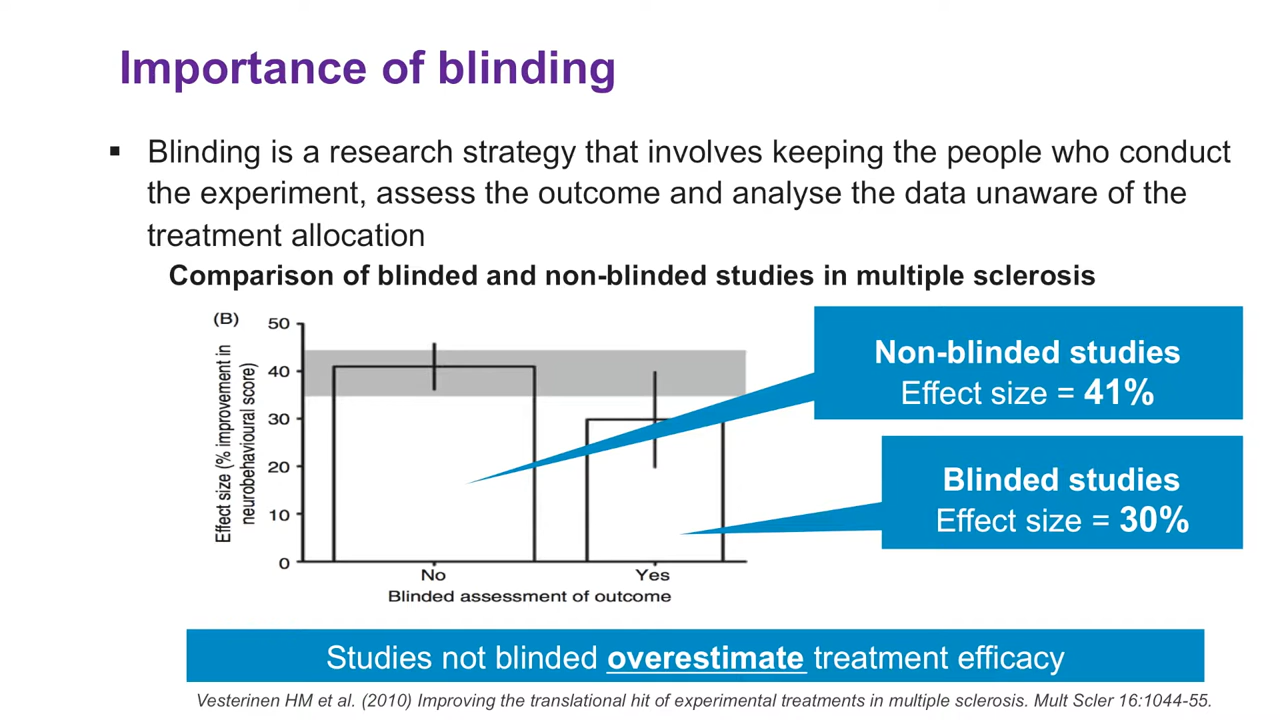 Importance of blinding
▪ Blinding is a research strategy that involves keeping the people who conduct
the experiment, assess the outcome and analyse the data unaware of the
treatment allocation
Comparison of blinded and non-blinded studies in multiple sclerosis
(B)
Effect size (% improvement in
neurobehavioural score)
50
40
30
20
10
0
No
Yes
Blinded assessment of outcome
Non-blinded studies
Effect size = 41%
Blinded studies
Effect size = 30%
Studies not blinded overestimate treatment efficacy
Vesterinen HM et al. (2010) Improving the translational hit of experimental treatments in multiple sclerosis. Mult Scler 16:1044-55.